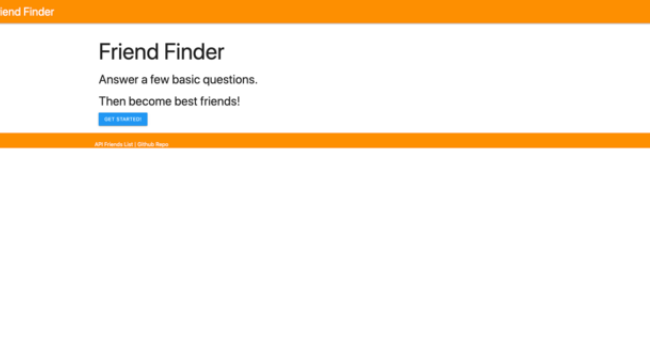 iend Finder
Friend Finder
Answer a few basic questions.
Then become best friends!
GET STARTED!
API Friends List | Github Repo